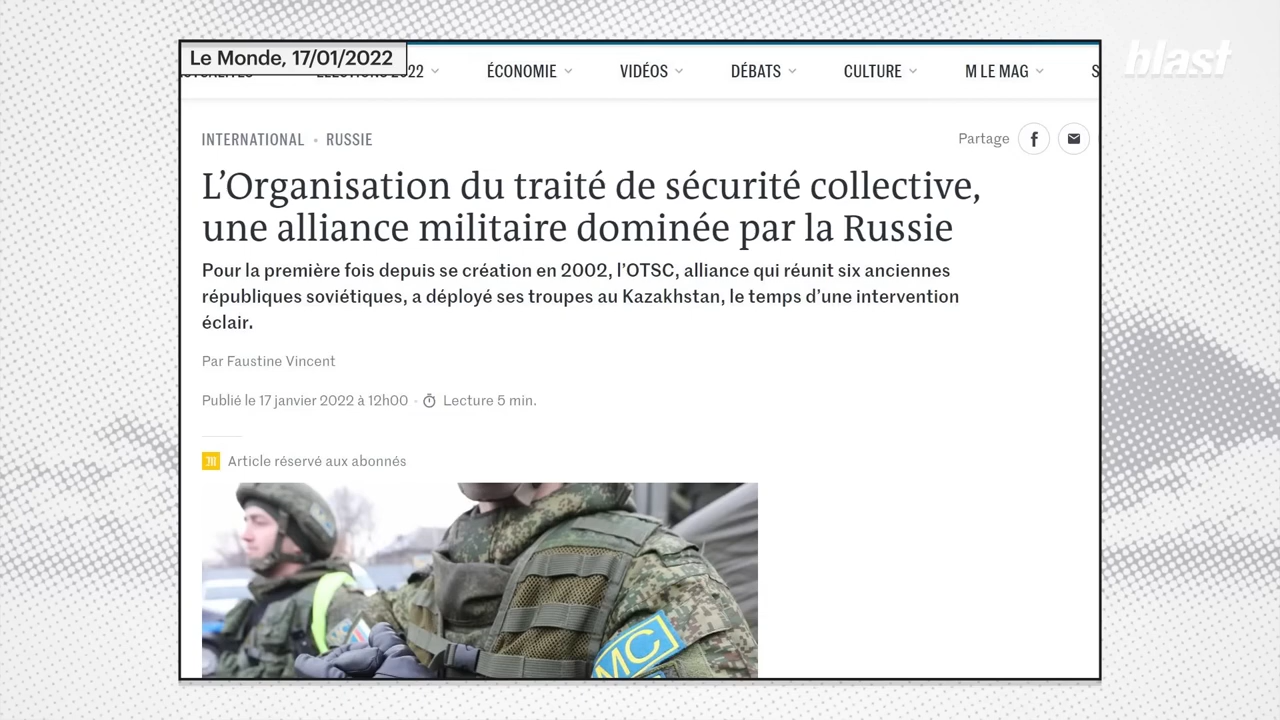 Le Monde, 17/01/2022
blast
ÉCONOMIE
VIDÉOS
DÉBATS
CULTURE
M LE MAG
INTERNATIONAL • RUSSIE
Partage
L’Organisation du traité de sécurité collective,
une alliance militaire dominée par la Russie
Pour la première fois depuis se création en 2002, l’OTSC, alliance qui réunit six anciennes
républiques soviétiques, a déployé ses troupes au Kazakhstan, le temps d’une intervention
éclair.
Par Faustine Vincent
Publié le 17 janvier 2022 à 12h00 • Lecture 5 min.
Article réservé aux abonnés
МС